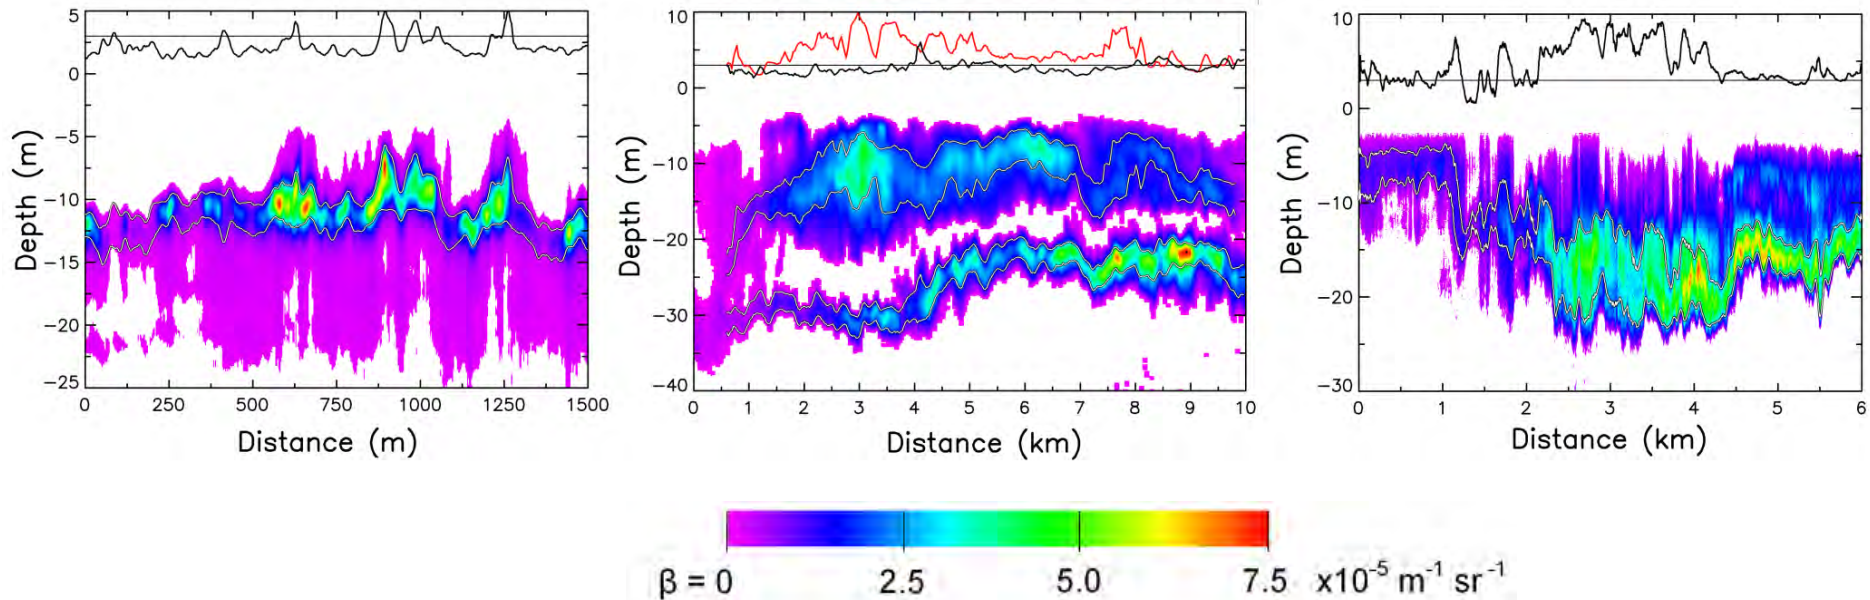 5
0
−5
−10
−15
−20
−25
Depth (m)
0 250 500 750 1000 1250 1500
Distance (m)
10
0
−10
−20
−30
−40
Depth (m)
0 1 2 3 4 5 6 7 8 9 10
Distance (km)
10
0
−10
−20
−30
Depth (m)
0 1 2 3 4 5 6
Distance (km)
β = 0 2.5 5.0 7.5 x10⁻⁵ m⁻¹ sr⁻¹